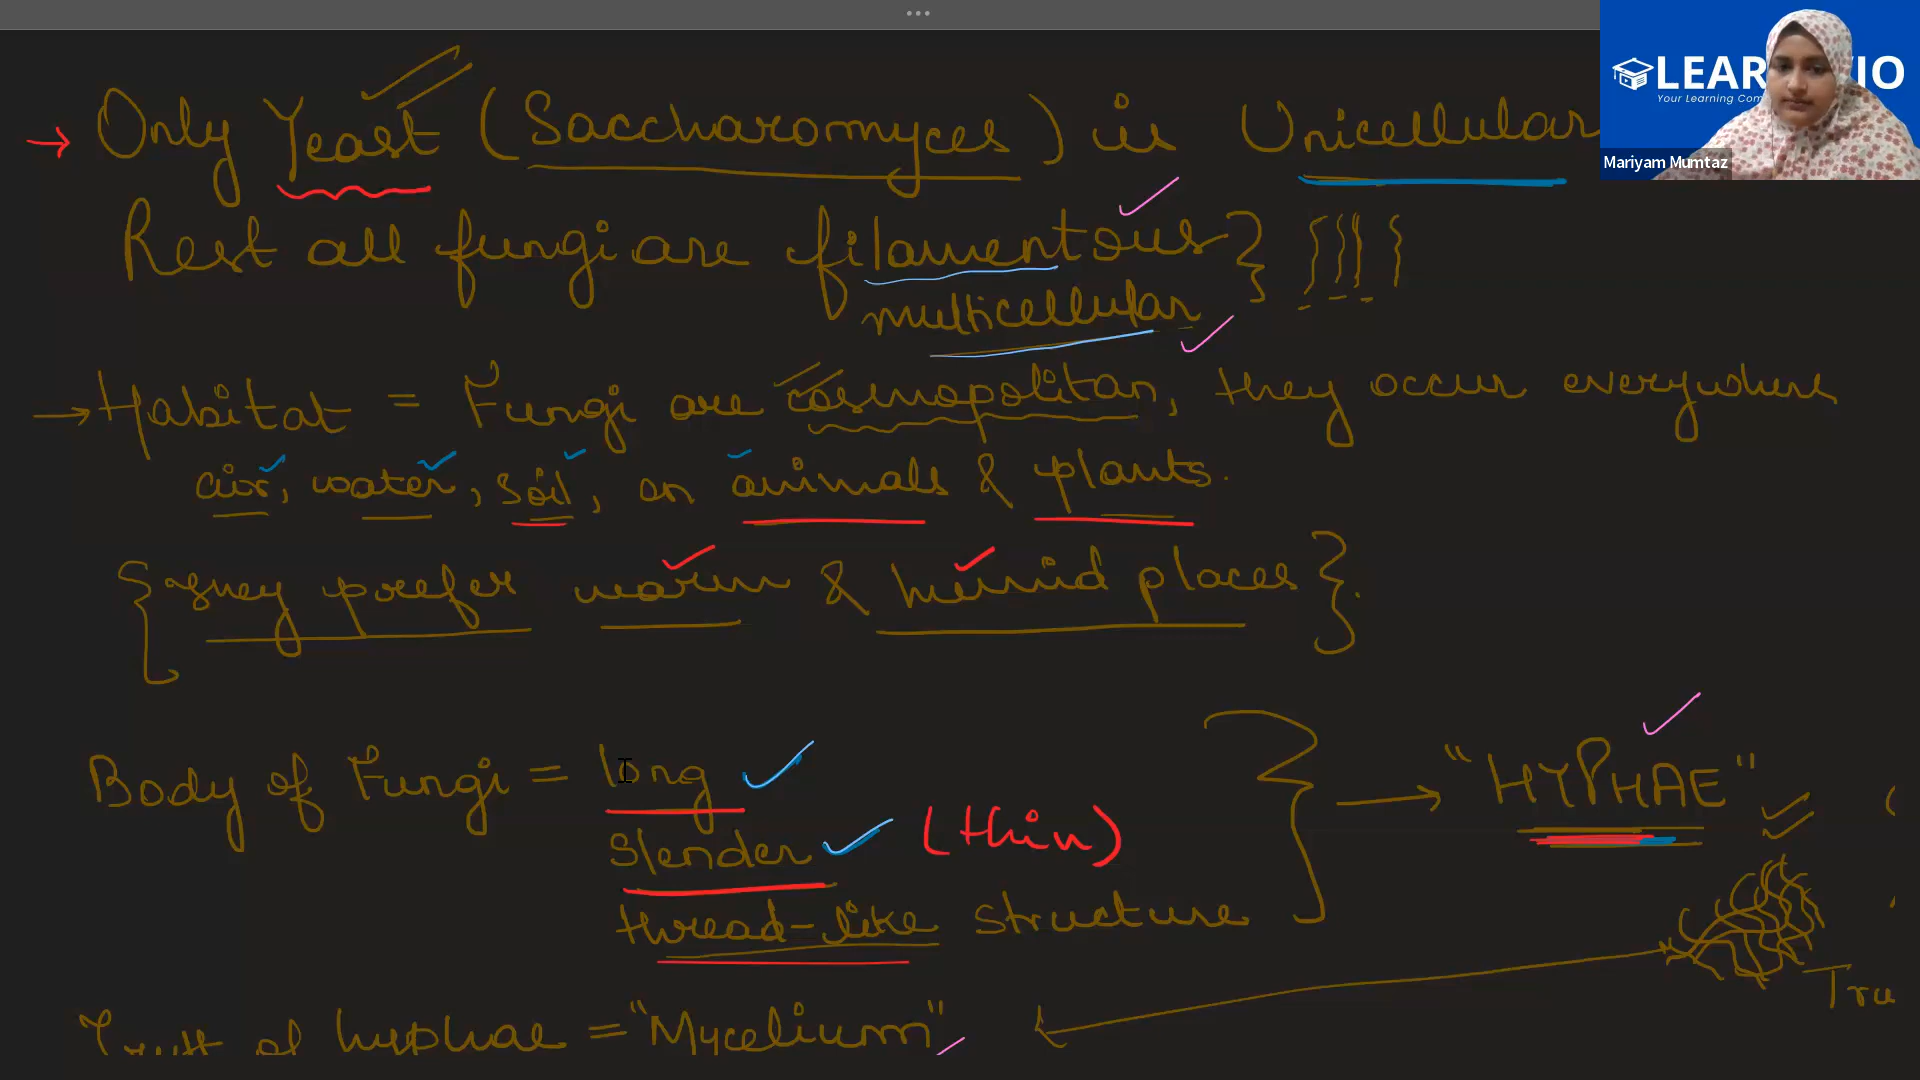 → Only Yeast (Saccharomyces) is Unicellular
Rest all fungi are filamentous
multicellular
→ Habitat = Fungi are cosmopolitan, they occur everywhere
air, water, soil, on animals & plants.
{ They prefer warm & humid places }.
Body of Fungi = long
Slender (thin)
thread-like structure
→ "HYPHAE"
Tru
of hyphae = "Mycelium"
LEAR IO
Your Learning Com
Mariyam Mumtaz